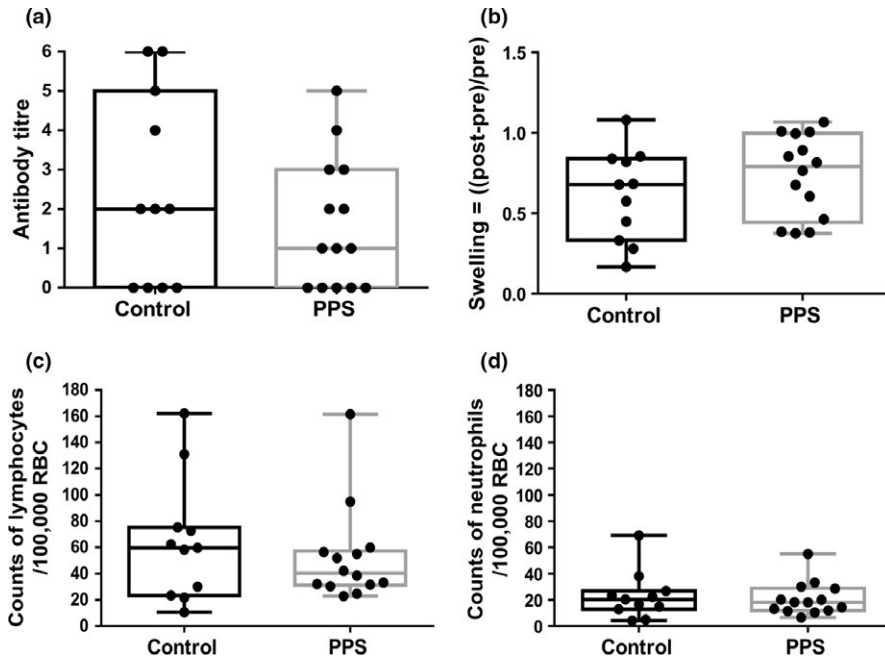 (a)
Antibody titre
6
5
4
3
2
1
0
Control
PPS
(b)
Swelling = ((post-pre)/pre)
1.5
1.0
0.5
0.0
Control
PPS
(c)
Counts of lymphocytes
/100,000 RBC
180
160
140
120
100
80
60
40
20
0
Control
PPS
(d)
Counts of neutrophils
/100,000 RBC
180
160
140
120
100
80
60
40
20
0
Control
PPS